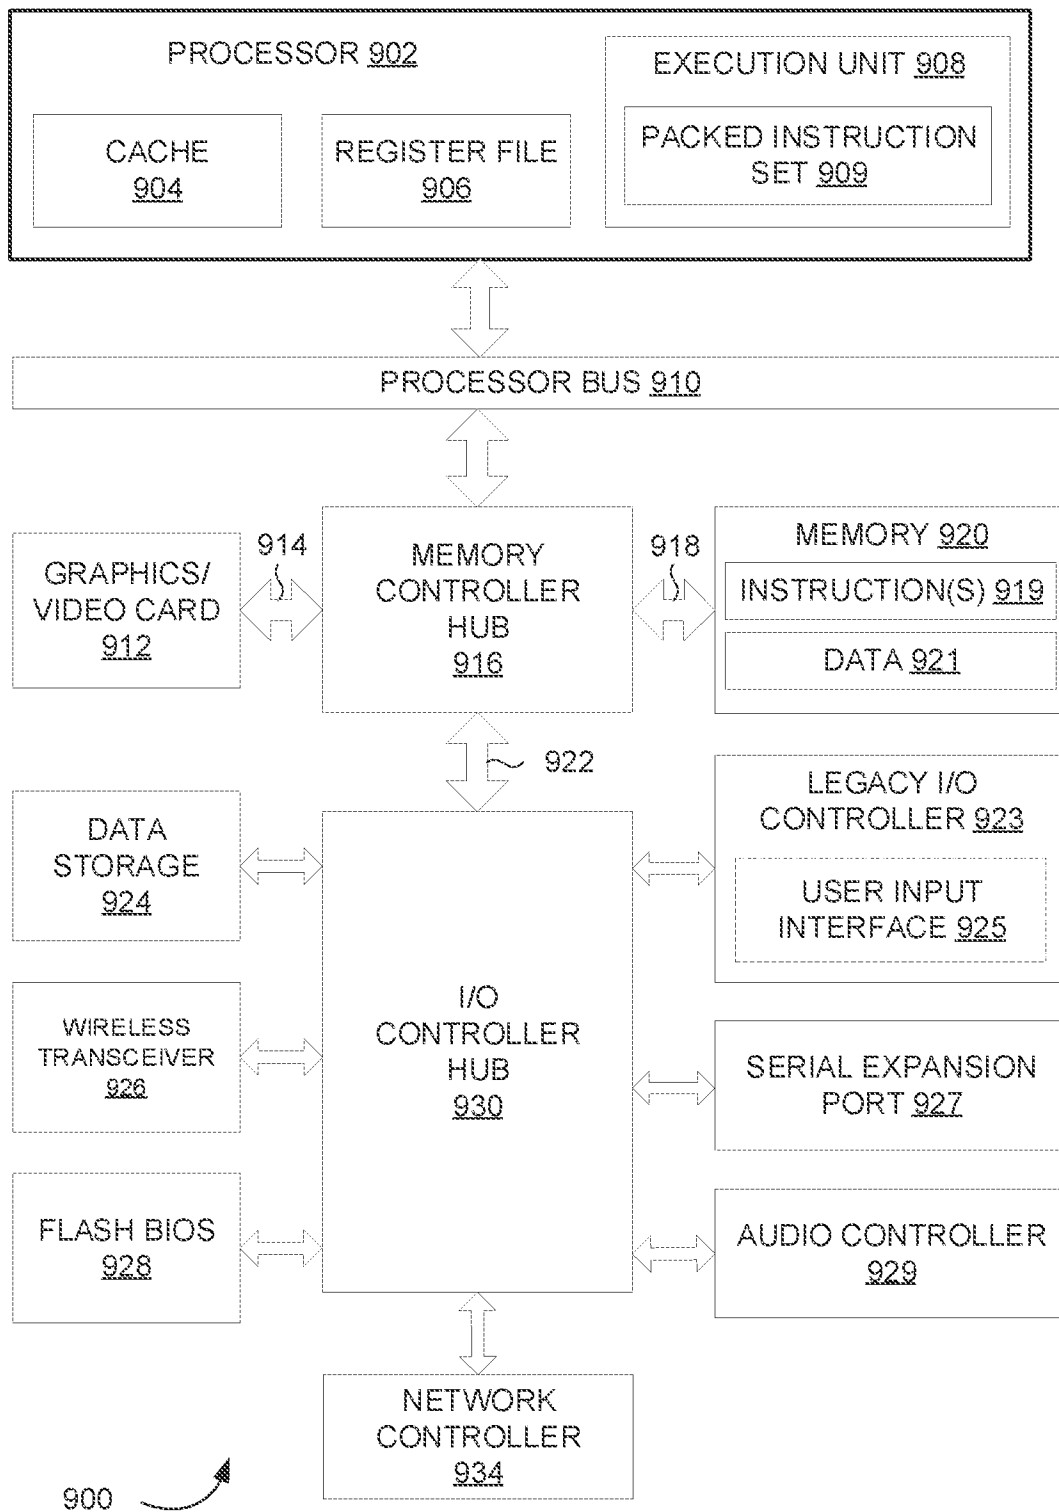 PROCESSOR 902
EXECUTION UNIT 908
PACKED INSTRUCTION
SET 909
CACHE
904
REGISTER FILE
906
PROCESSOR BUS 910
GRAPHICS/
VIDEO CARD
912
914
MEMORY
CONTROLLER
HUB
916
918
MEMORY 920
INSTRUCTION(S) 919
DATA 921
922
DATA
STORAGE
924
LEGACY I/O
CONTROLLER 923
USER INPUT
INTERFACE 925
WIRELESS
TRANSCEIVER
926
I/O
CONTROLLER
HUB
930
SERIAL EXPANSION
PORT 927
FLASH BIOS
928
AUDIO CONTROLLER
929
NETWORK
CONTROLLER
934
900